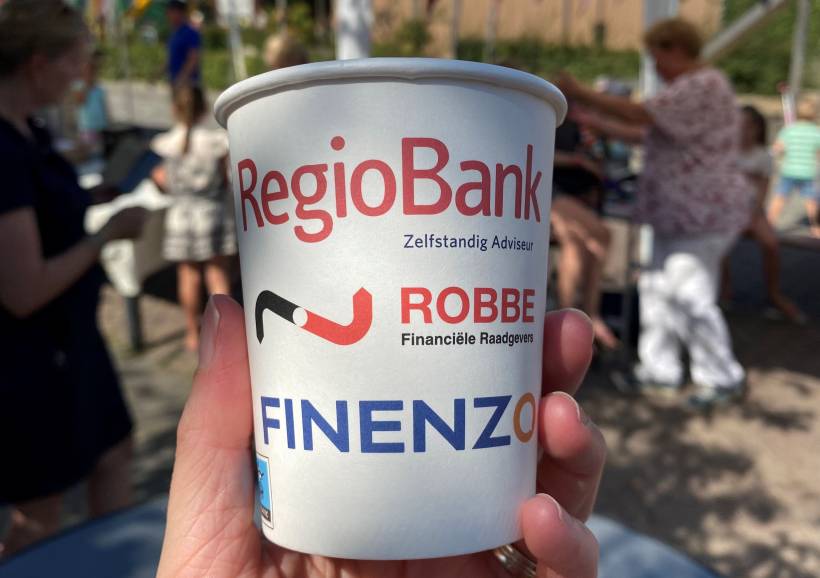 RegioBank
Zelfstandig Adviseur
ROBBE
Financiële Raadgevers
FINENZO